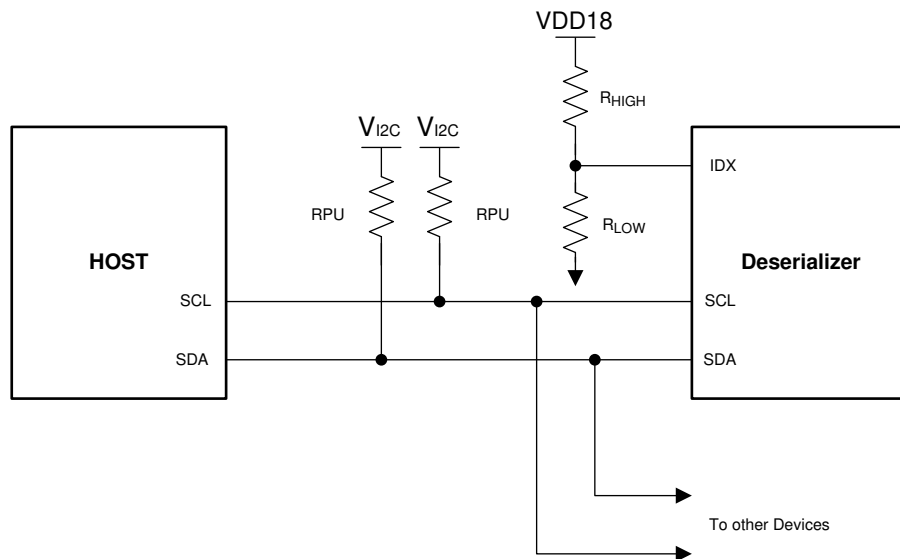 VDD18
RHIGH
VI2C VI2C
IDX
RPU RPU
RLOW
HOST
Deserializer
SCL SCL
SDA SDA
To other Devices